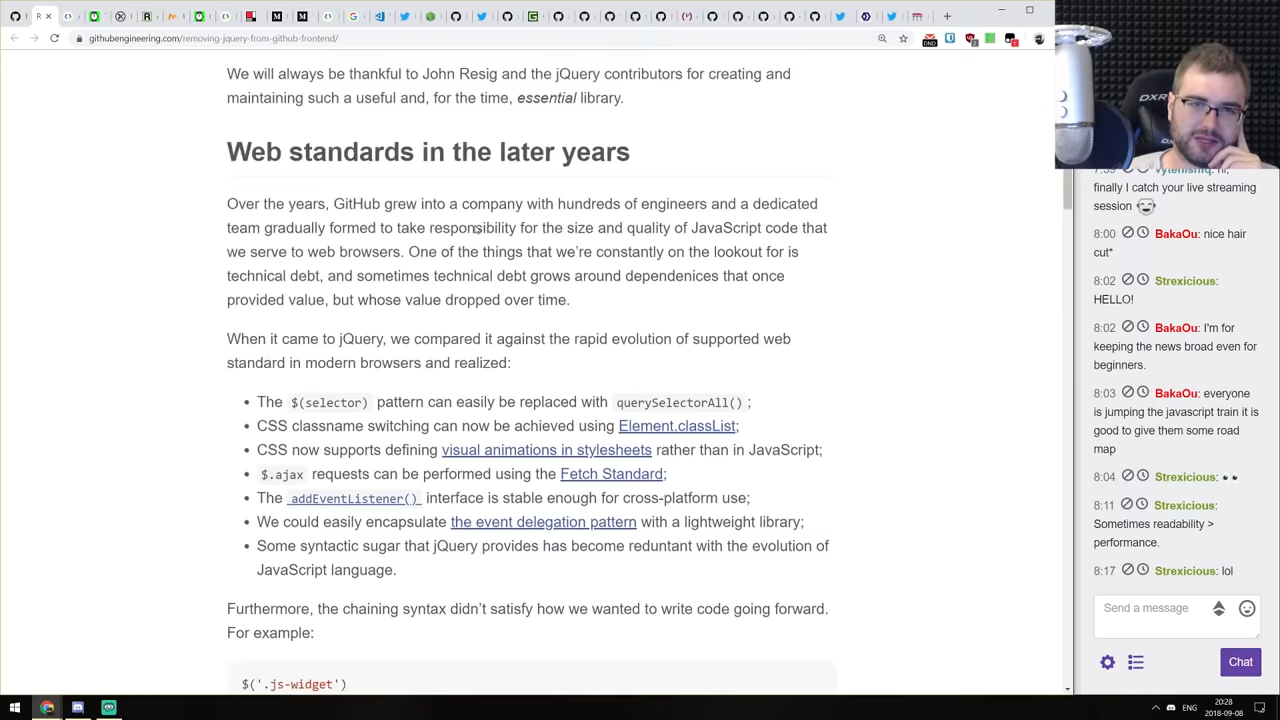 R
githubengineering.com/removing-jquery-from-github-frontend/
We will always be thankful to John Resig and the jQuery contributors for creating and
maintaining such a useful and, for the time, essential library.
Web standards in the later years
Over the years, GitHub grew into a company with hundreds of engineers and a dedicated
team gradually formed to take responsibility for the size and quality of JavaScript code that
we serve to web browsers. One of the things that we're constantly on the lookout for is
technical debt, and sometimes technical debt grows around dependenices that once
provided value, but whose value dropped over time.
When it came to jQuery, we compared it against the rapid evolution of supported web
standard in modern browsers and realized:
• The $(selector) pattern can easily be replaced with querySelectorAll();
• CSS classname switching can now be achieved using Element.classList;
• CSS now supports defining visual animations in stylesheets rather than in JavaScript;
• $.ajax requests can be performed using the Fetch Standard;
• The addEventListener() interface is stable enough for cross-platform use;
• We could easily encapsulate the event delegation pattern with a lightweight library;
• Some syntactic sugar that jQuery provides has become reduntant with the evolution of
JavaScript language.
Furthermore, the chaining syntax didn't satisfy how we wanted to write code going forward.
For example:
$('.js-widget')
DXR
finally I catch your live streaming
session
8:00 BakaOu: nice hair
cut*
8:02 Strexicious:
HELLO!
8:02 BakaOu: I'm for
keeping the news broad even for
beginners.
8:03 BakaOu: everyone
is jumping the javascript train it is
good to give them some road
map
8:04 Strexicious: 👀
8:11 Strexicious:
Sometimes readability >
performance.
8:17 Strexicious: lol
Send a message
Chat
ENG
20:28
2018-09-08